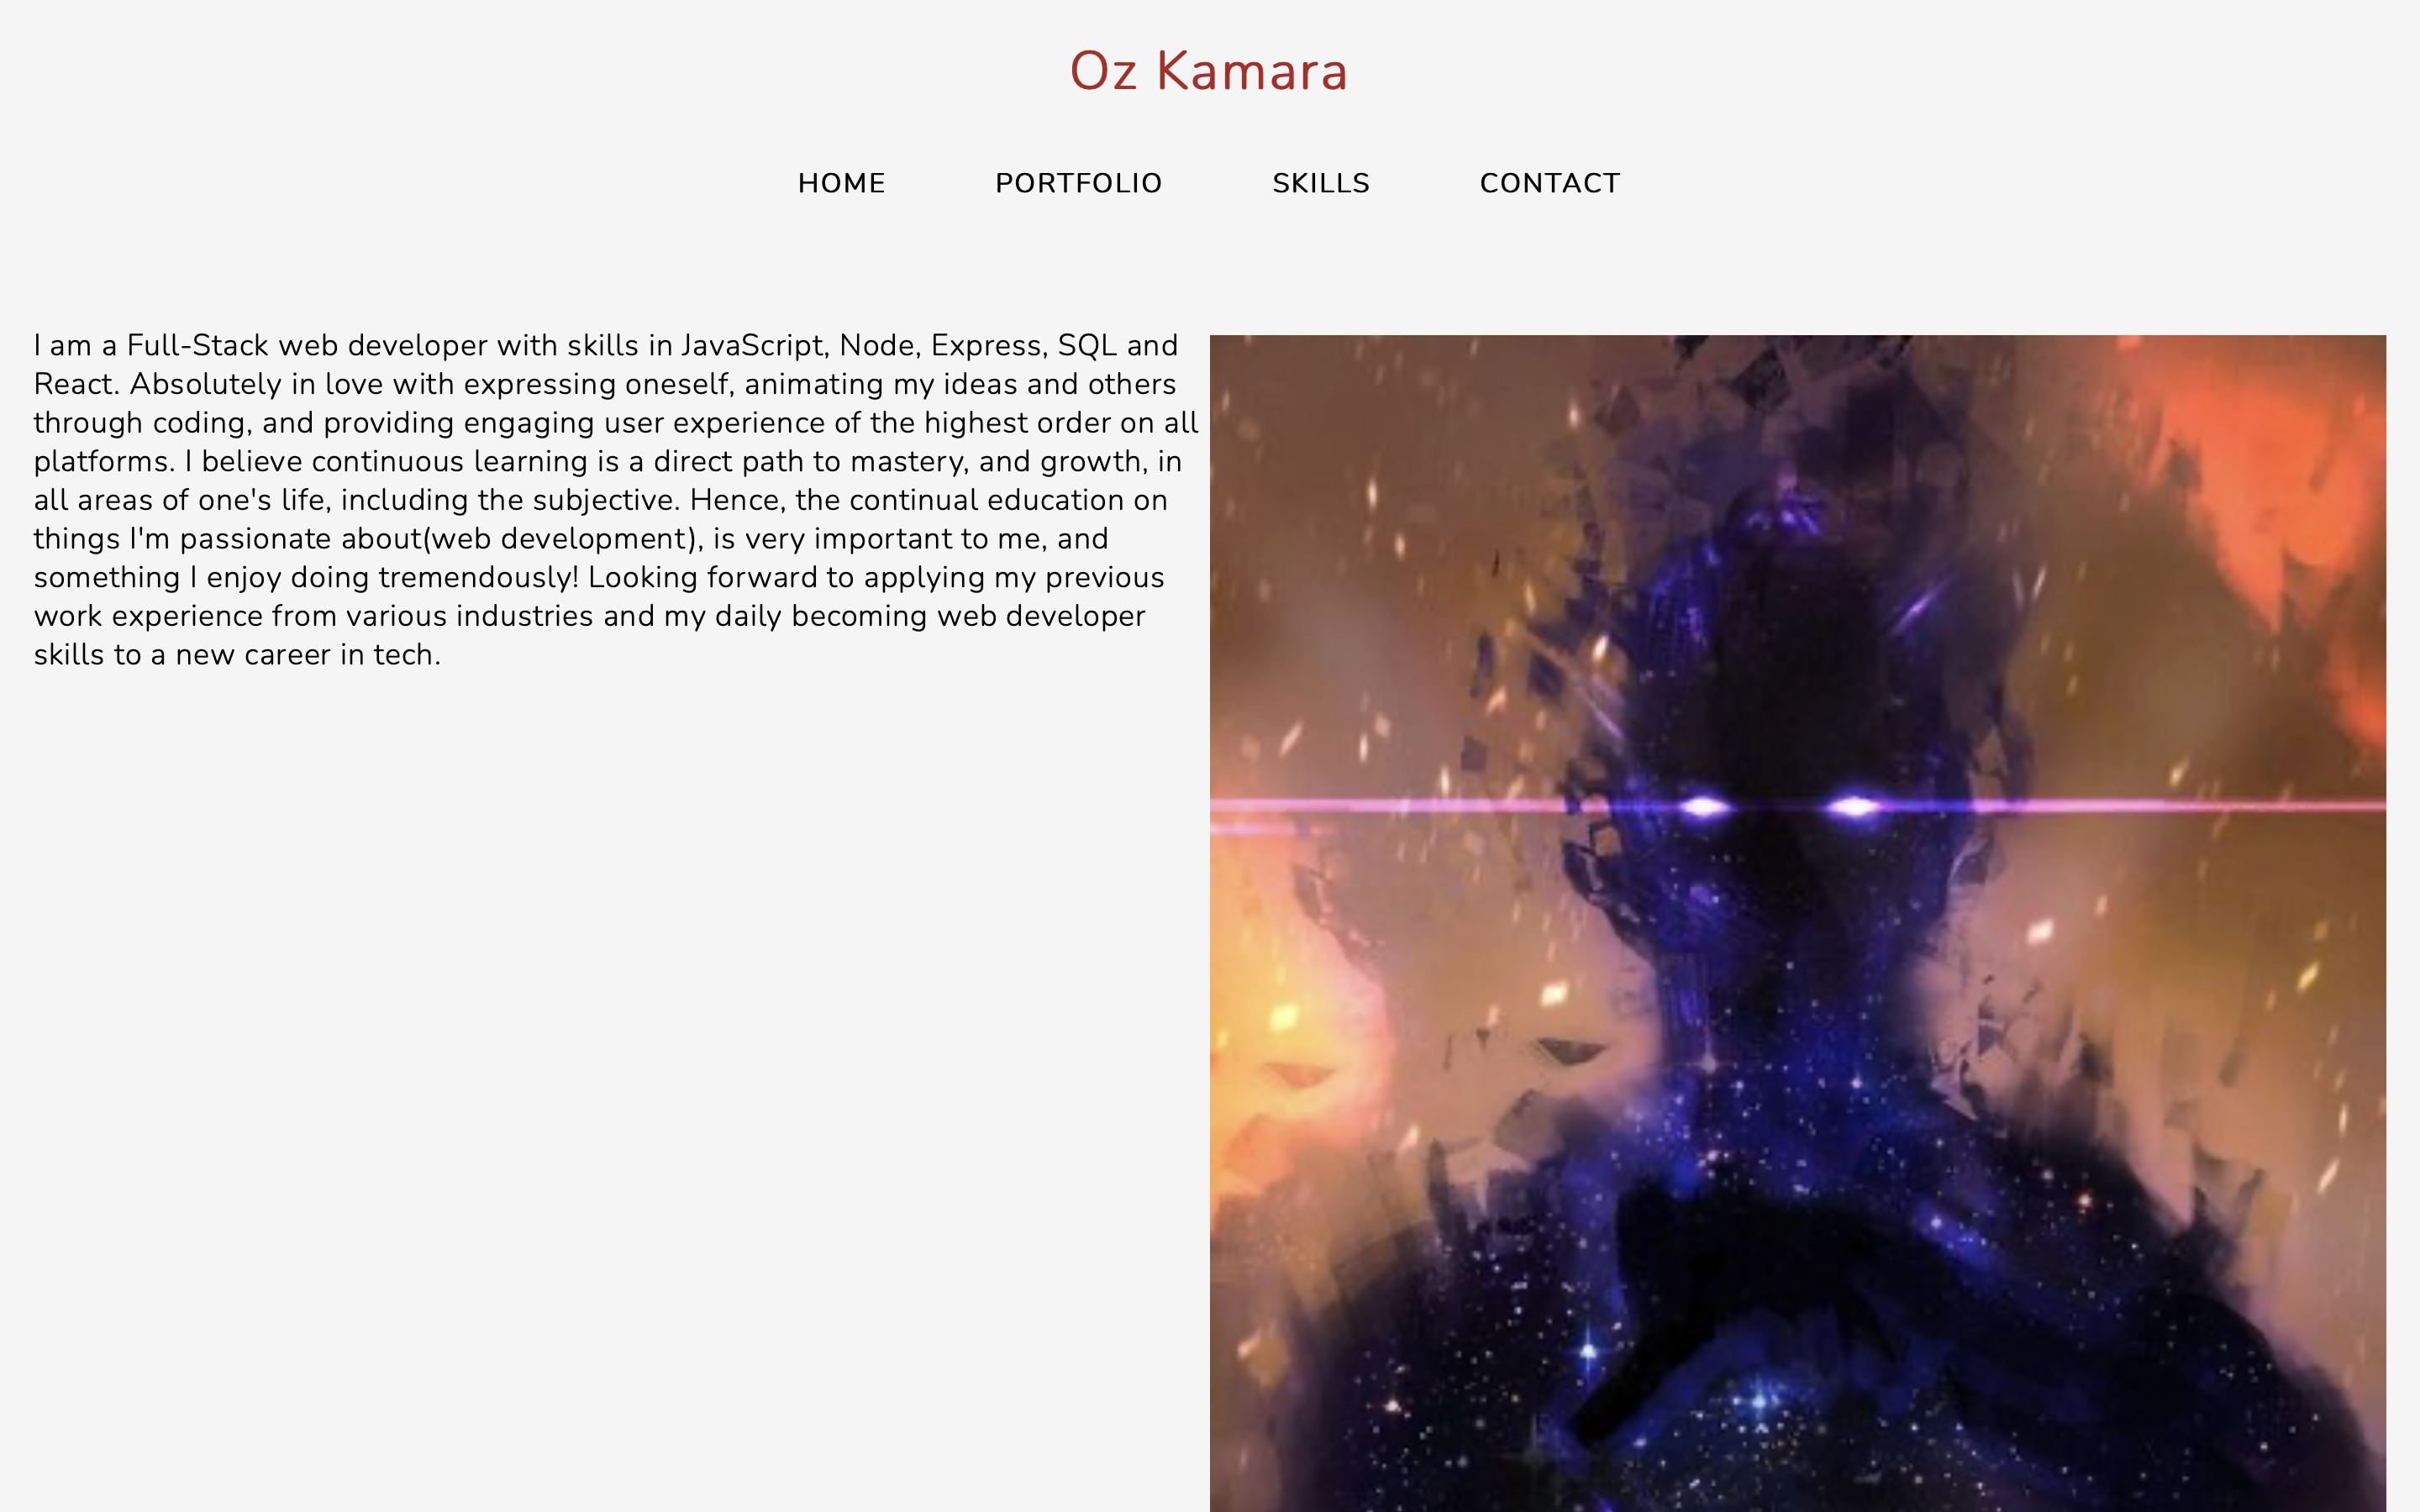 Oz Kamara
HOME PORTFOLIO SKILLS CONTACT
I am a Full-Stack web developer with skills in JavaScript, Node, Express, SQL and
React. Absolutely in love with expressing oneself, animating my ideas and others
through coding, and providing engaging user experience of the highest order on all
platforms. I believe continuous learning is a direct path to mastery, and growth, in
all areas of one's life, including the subjective. Hence, the continual education on
things I'm passionate about(web development), is very important to me, and
something I enjoy doing tremendously! Looking forward to applying my previous
work experience from various industries and my daily becoming web developer
skills to a new career in tech.